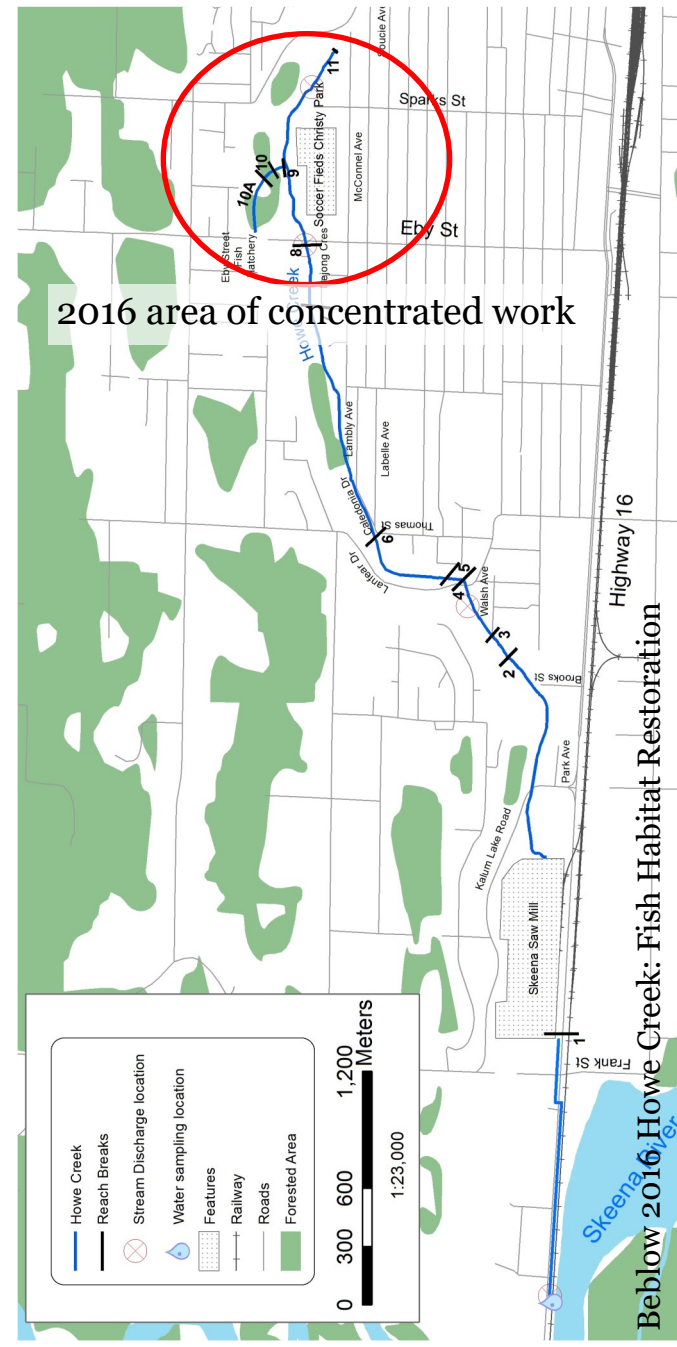 2016 area of concentrated work
Howe Creek
Eby Street
Fish
Hatchery
10A
10
9
8
11
Soccer Fieds Christy Park
Dejong Cres
McConnel Ave
Sparks St
Eby St
Lambly Ave
Labelle Ave
Caledonia Dr
Lanfear Dr
Thomas St
6
5
4
3
2
1
Walsh Ave
Brooks St
Park Ave
Kalum Lake Road
Skeena Saw Mill
Frank St
Highway 16
Skeena River
Howe Creek
Reach Breaks
Stream Discharge location
Water sampling location
Features
Railway
Roads
Forested Area
0 300 600 1,200
Meters
1:23,000
Beblow 2016 Howe Creek: Fish Habitat Restoration